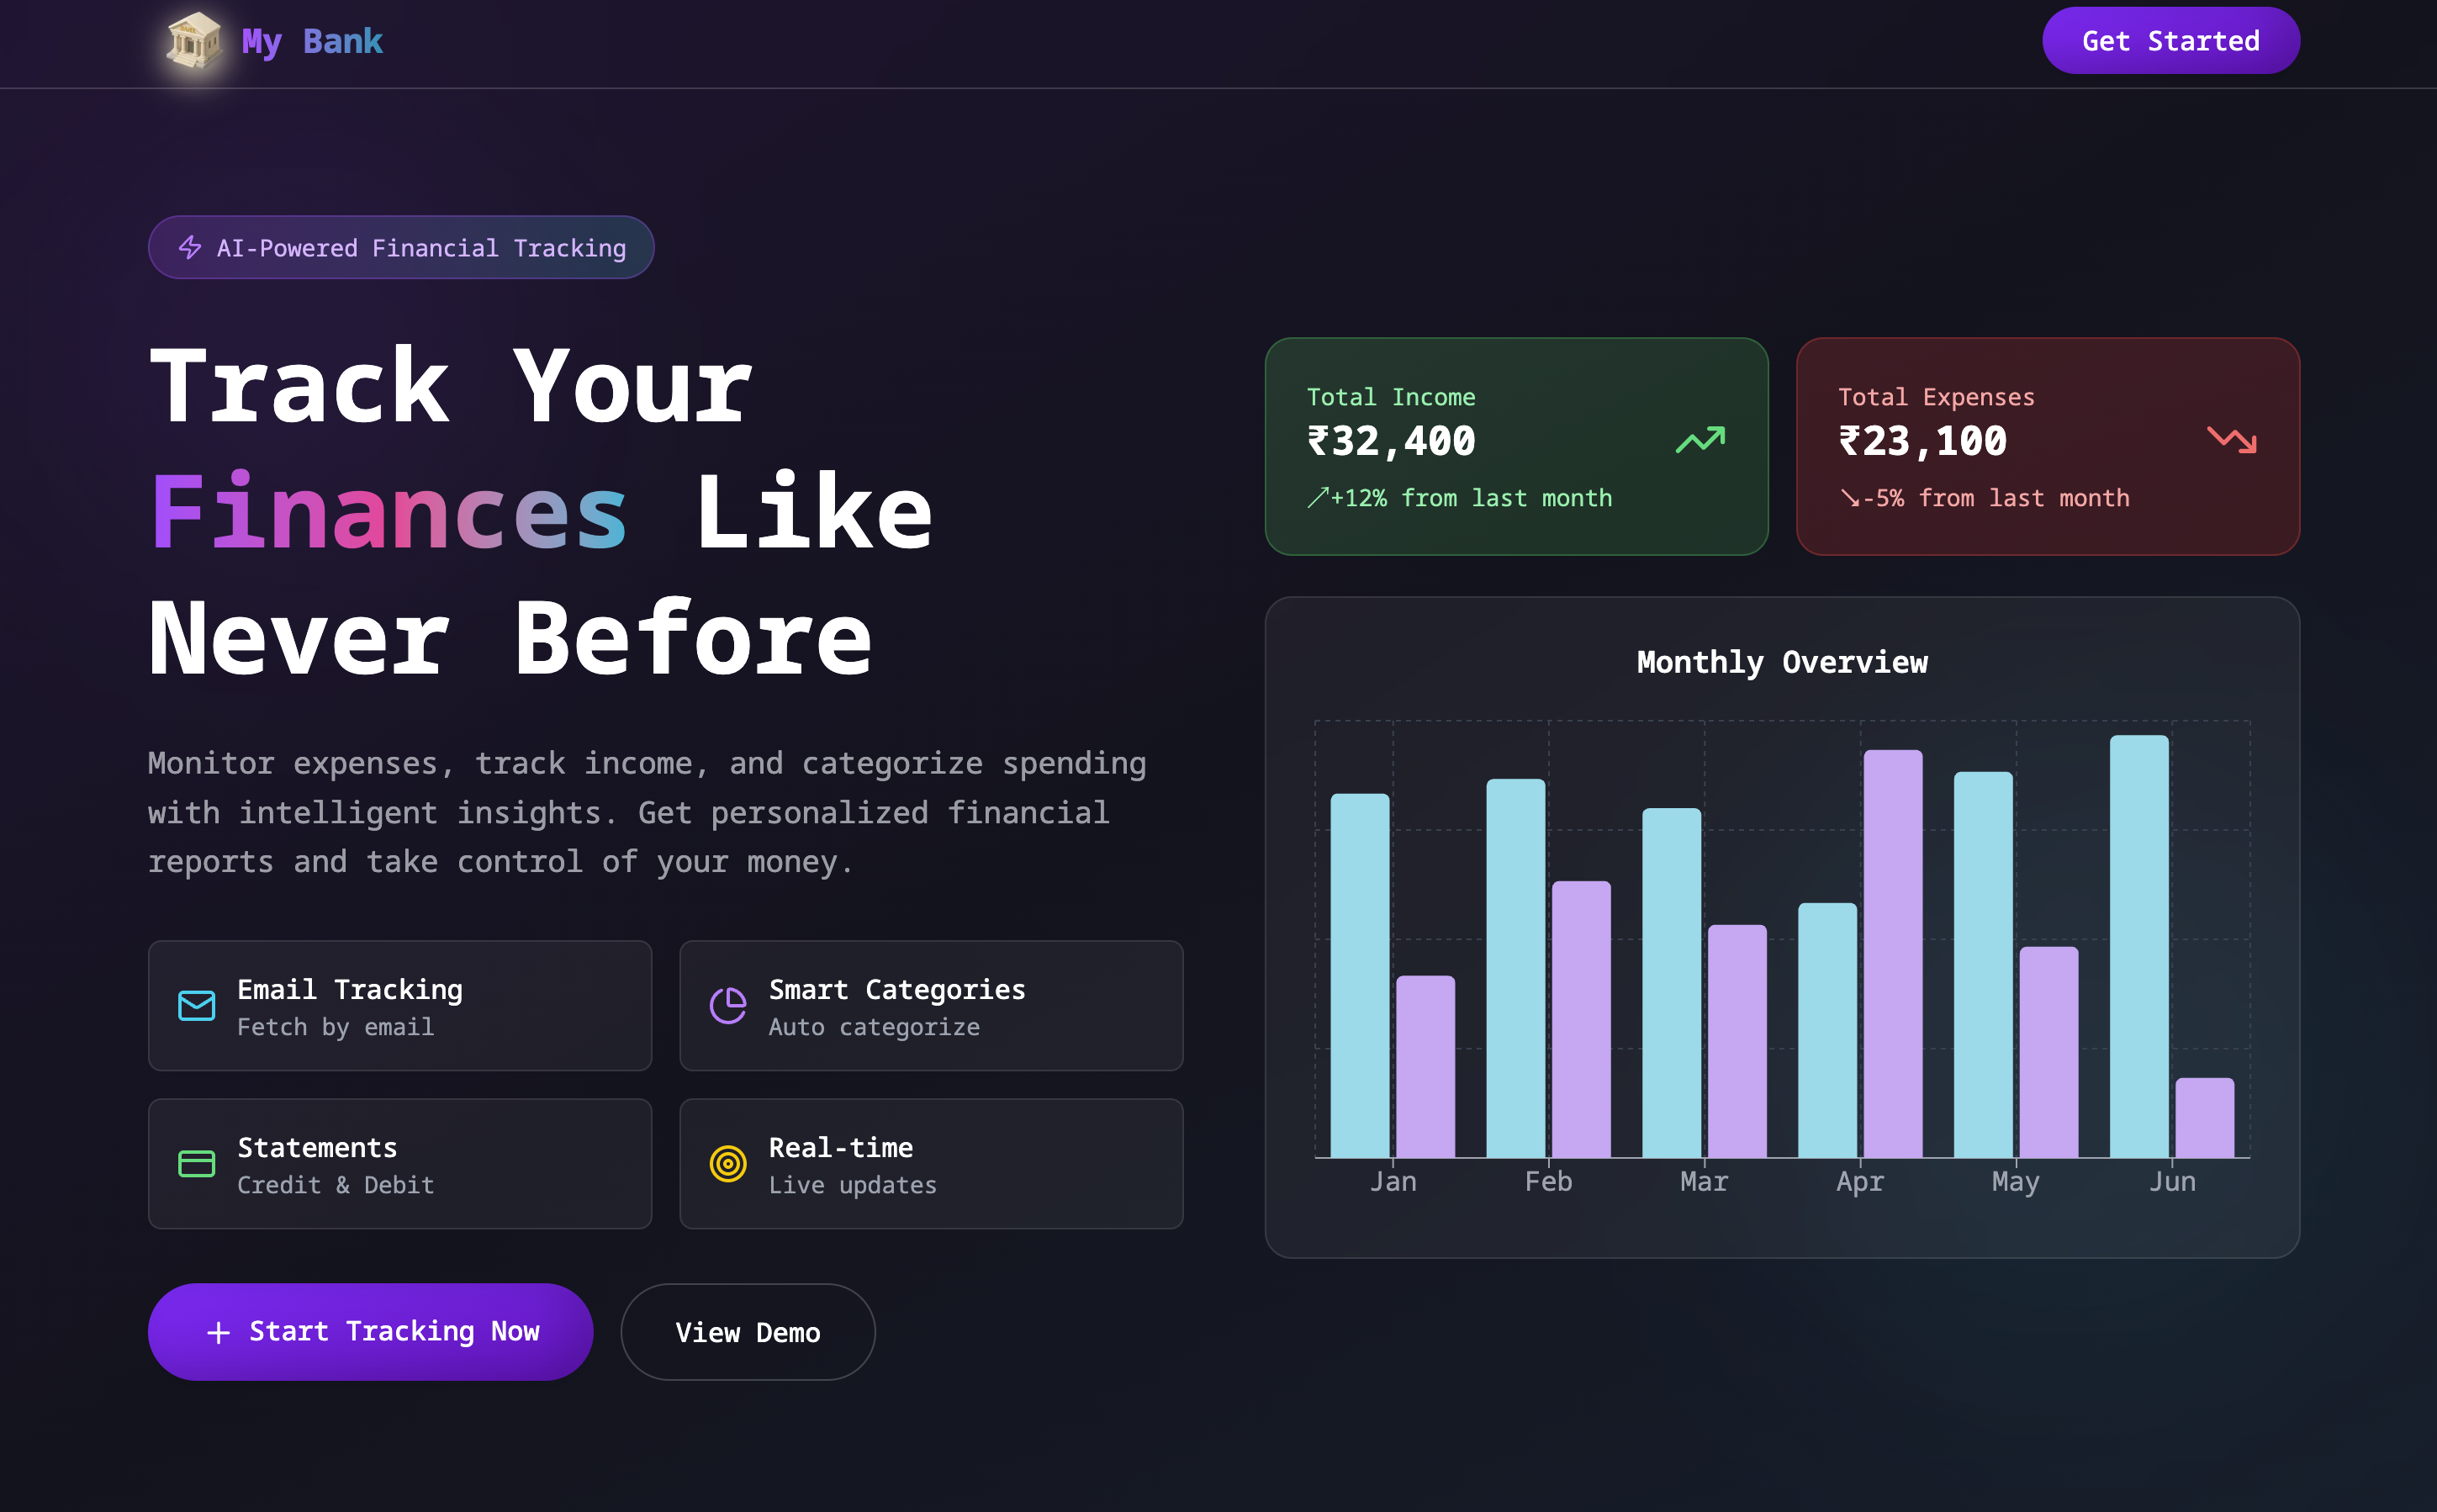 My Bank
Get Started
AI-Powered Financial Tracking
Track Your
Finances Like
Never Before
Monitor expenses, track income, and categorize spending
with intelligent insights. Get personalized financial
reports and take control of your money.
Email Tracking
Fetch by email
Smart Categories
Auto categorize
Statements
Credit & Debit
Real-time
Live updates
+ Start Tracking Now
View Demo
Total Income
₹32,400
↗+12% from last month
Total Expenses
₹23,100
↘-5% from last month
Monthly Overview
Jan Feb Mar Apr May Jun